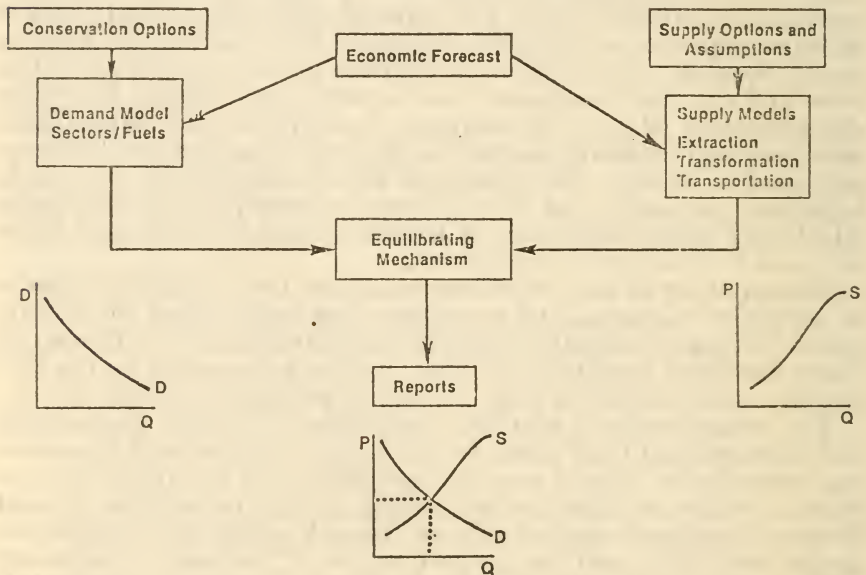 Conservation Options
Economic Forecast
Supply Options and
Assumptions
Demand Model
Sectors/Fuels
Supply Models
Extraction
Transformation
Transportation
Equilibrating
Mechanism
Reports
D
D
Q
P
S
Q
P
S
D
Q